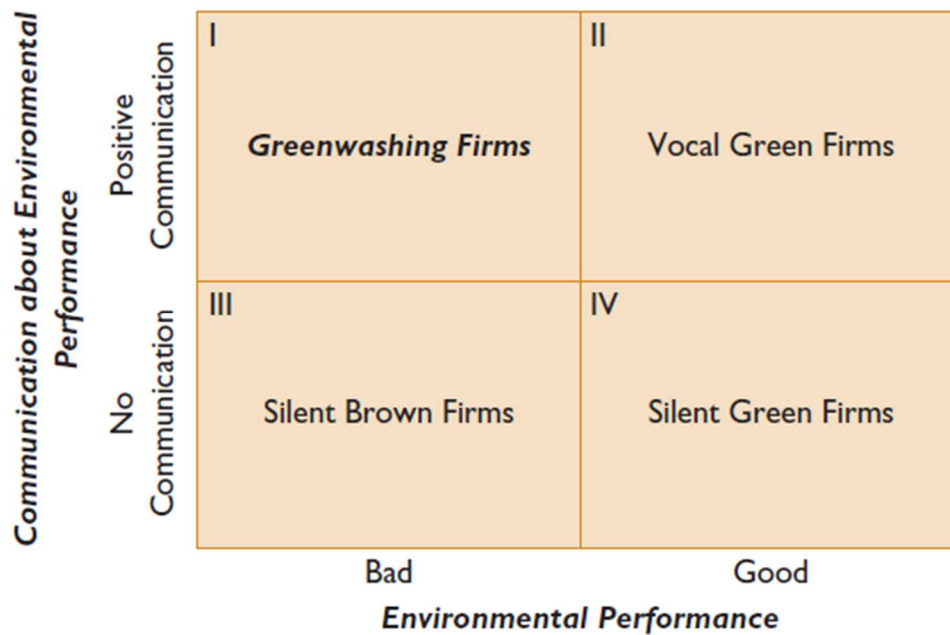 Communication about Environmental
Performance
Positive
Communication
No
Communication
I
Greenwashing Firms
II
Vocal Green Firms
III
Silent Brown Firms
IV
Silent Green Firms
Bad
Good
Environmental Performance